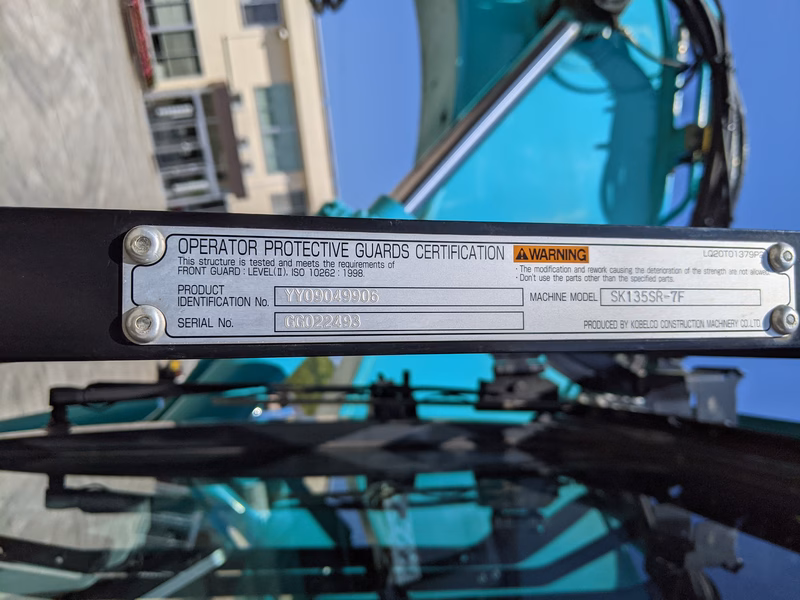 OPERATOR PROTECTIVE GUARDS CERTIFICATION
This structure is tested and meets the requirements of
FRONT GUARD : LEVEL(II). ISO 10262 : 1998.
PRODUCT
IDENTIFICATION No. YY09049906
SERIAL No. GG022493
WARNING
LQ20T01379P2
· The modification and rework causing the deterioration of the strength are not allowed.
· Don't use the parts other than the specified parts.
MACHINE MODEL SK135SR-7F
PRODUCED BY KOBELCO CONSTRUCTION MACHINERY CO.,LTD.